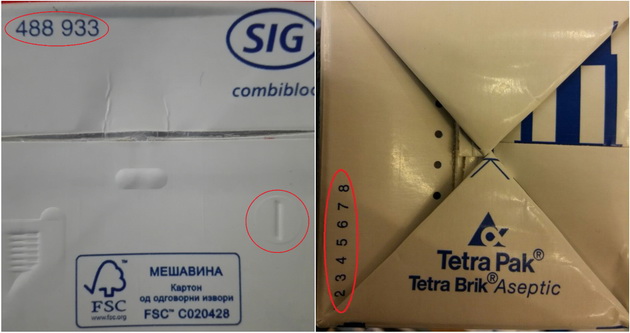 488 933
SIG
combibloc
FSC
www.fsc.org
МЕШАВИНА
Картон
од одговорни извори
FSC™ C020428
2 3 4 5 6 7 8
Tetra Pak®
Tetra Brik® Aseptic